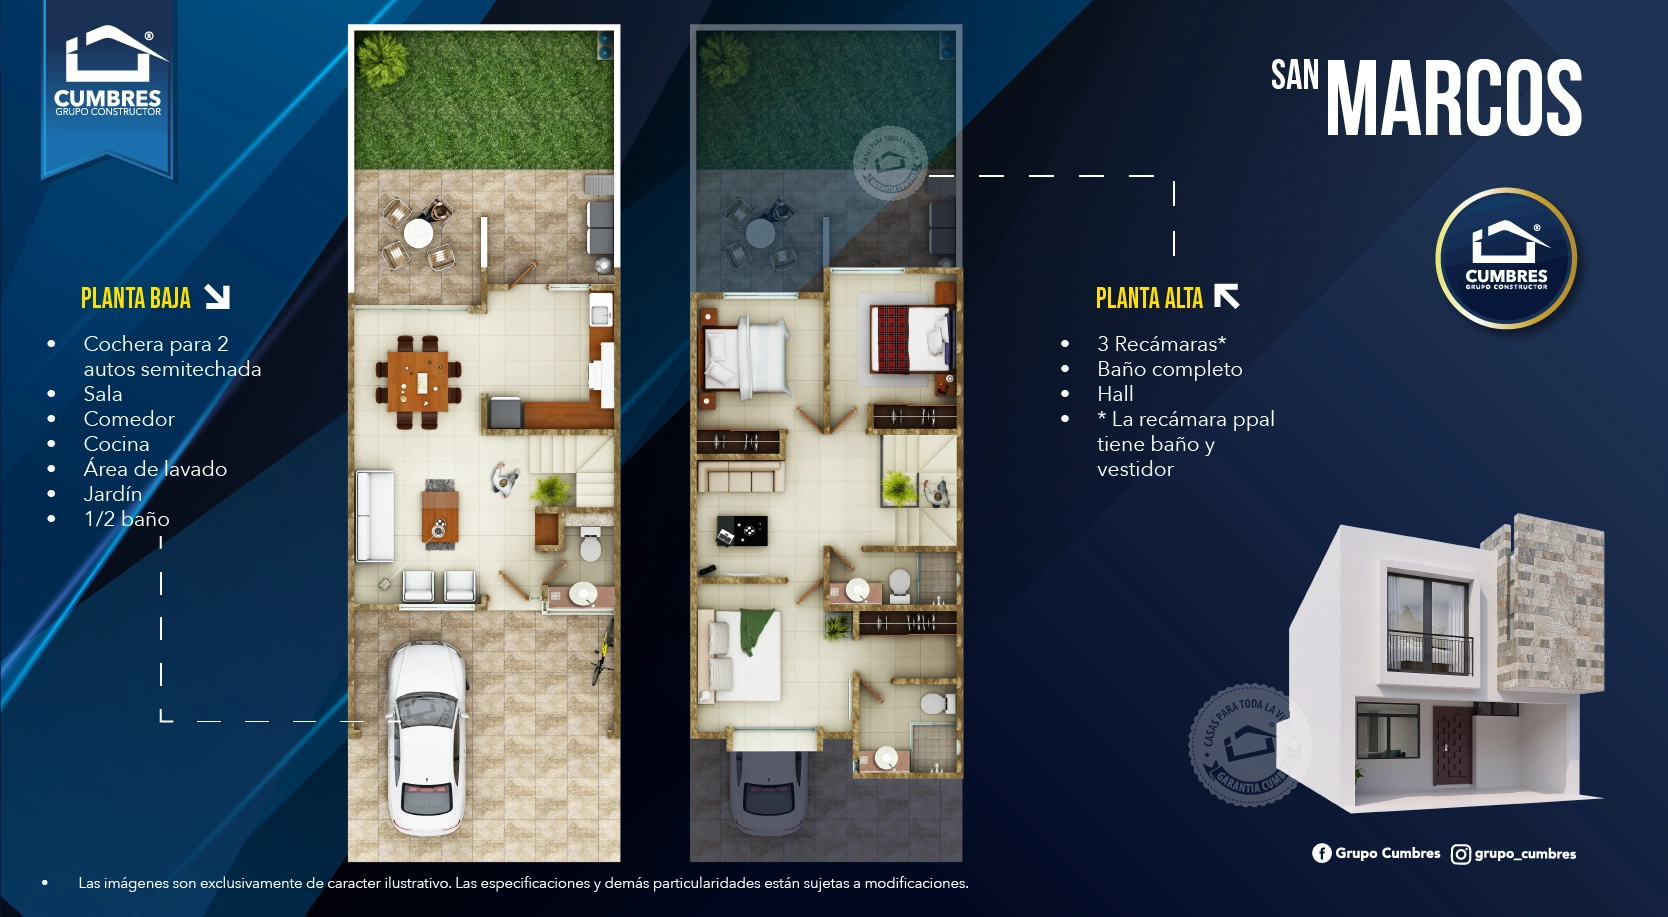 CUMBRES
GRUPO CONSTRUCTOR
SAN MARCOS
CUMBRES
GRUPO CONSTRUCTOR
PLANTA BAJA
• Cochera para 2
autos semitechada
• Sala
• Comedor
• Cocina
• Área de lavado
• Jardín
• 1/2 baño
PLANTA ALTA
• 3 Recámaras*
• Baño completo
• Hall
• * La recámara ppal
tiene baño y
vestidor
CASAS PARA TODA LA VIDA
GARANTÍA CUMBRES
Grupo Cumbres
grupo_cumbres
• Las imágenes son exclusivamente de caracter ilustrativo. Las especificaciones y demás particularidades están sujetas a modificaciones.